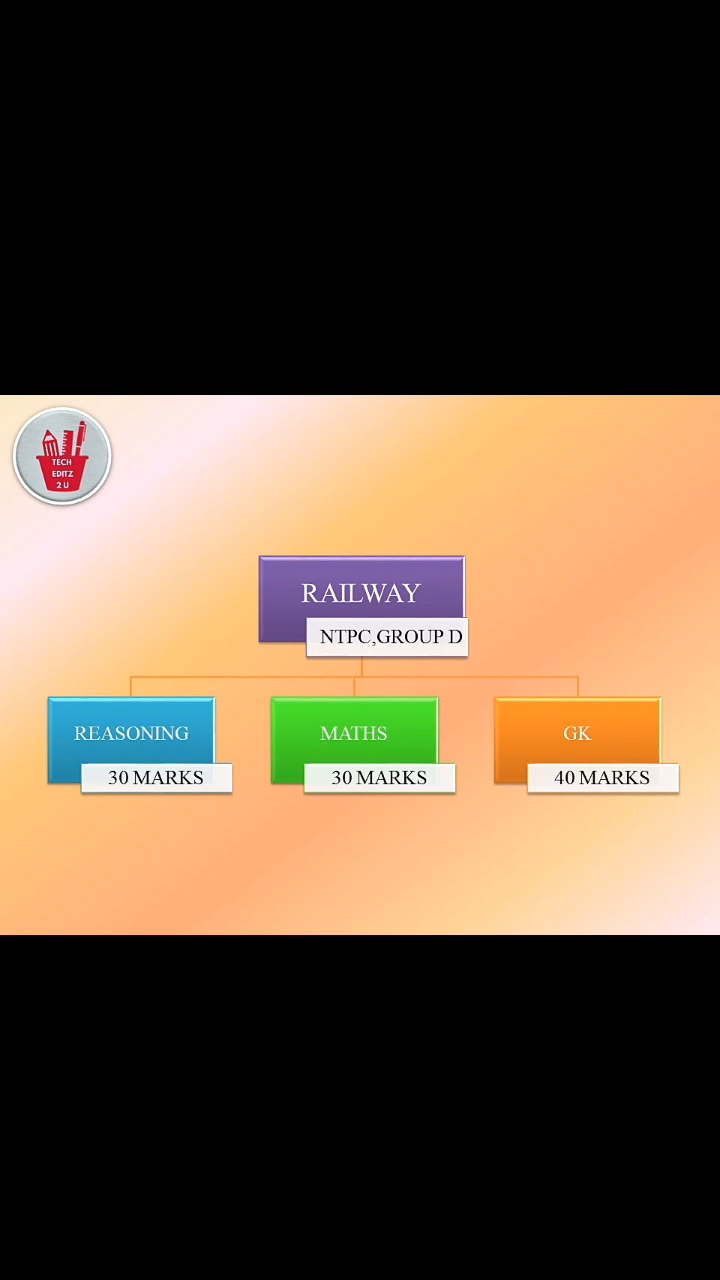 TECH
EDITZ
2 U
RAILWAY
NTPC,GROUP D
REASONING
30 MARKS
MATHS
30 MARKS
GK
40 MARKS